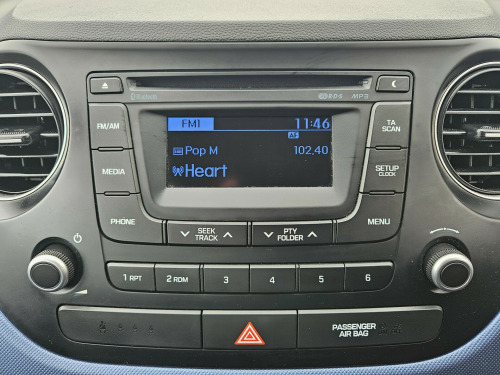 Bluetooth
RDS MP3
FM/AM
FM1 11:46
AF
TA
SCAN
Pop M 102,40
MEDIA
Heart
SETUP
CLOCK
PHONE
SEEK
TRACK
PTY
FOLDER
MENU
1 RPT 2 RDM 3 4 5 6
PASSENGER
AIR BAG